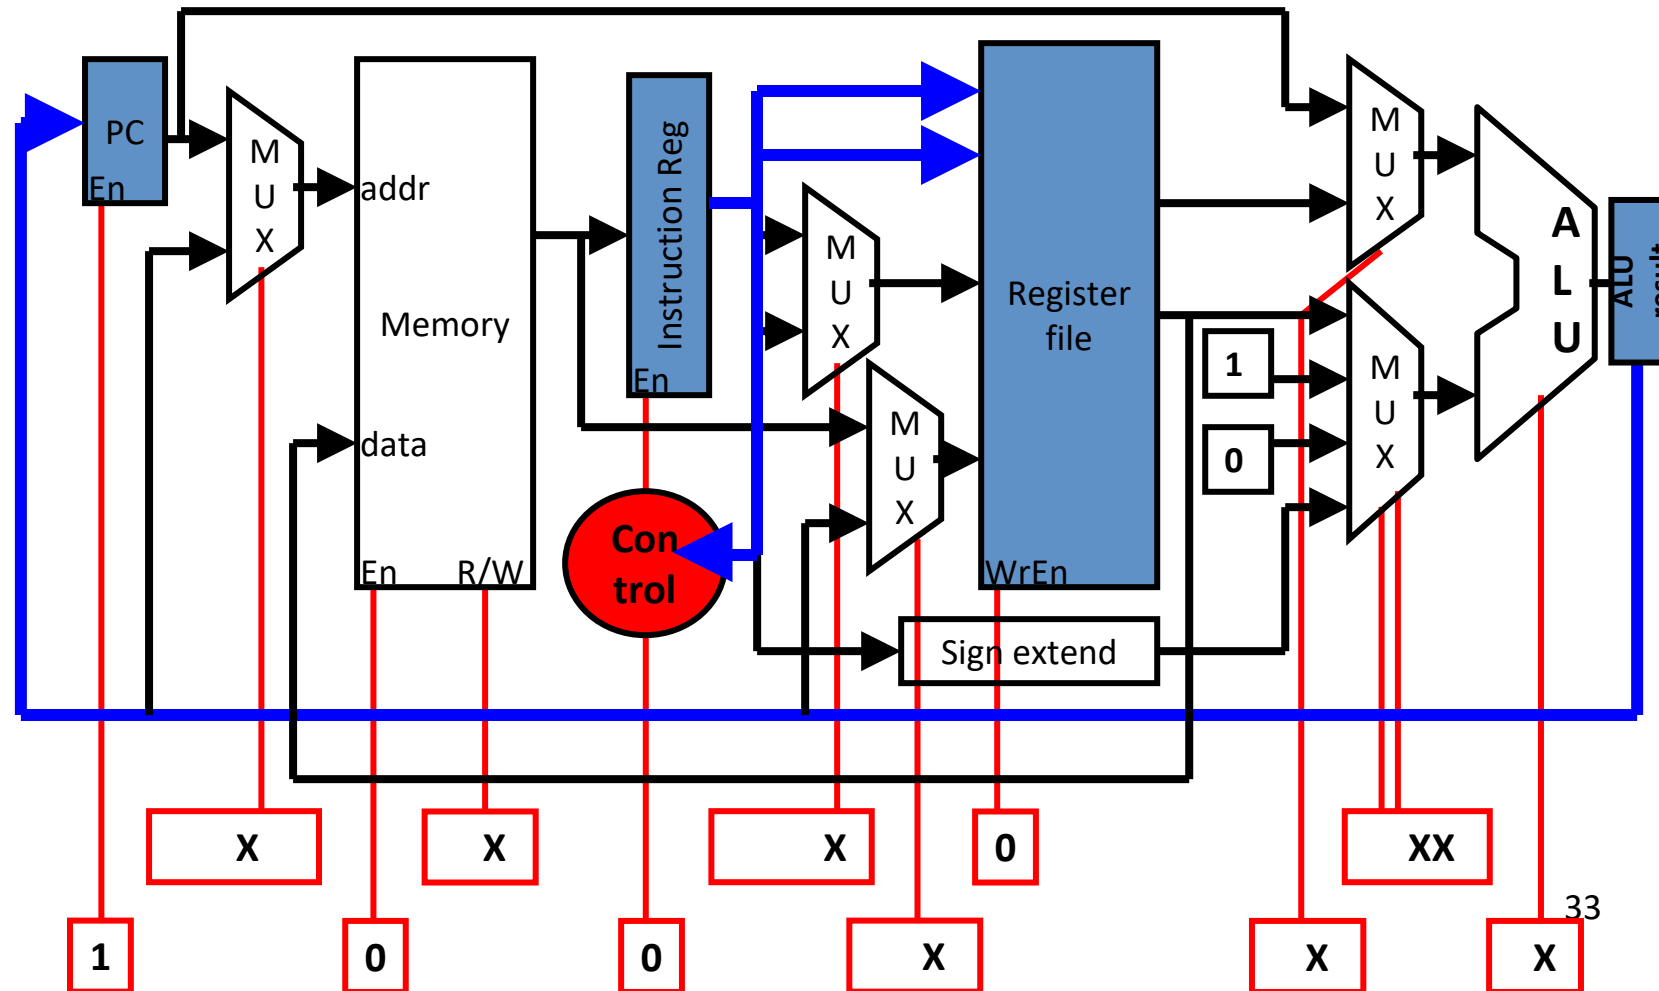 PC
En
M
U
X
addr
Memory
data
En R/W
Instruction Reg
En
Con
trol
M
U
X
M
U
X
Register
file
WrEn
Sign extend
M
U
X
1
0
M
U
X
A
L
U
ALU
result
X
X
X
0
XX
33
1
0
0
X
X
X